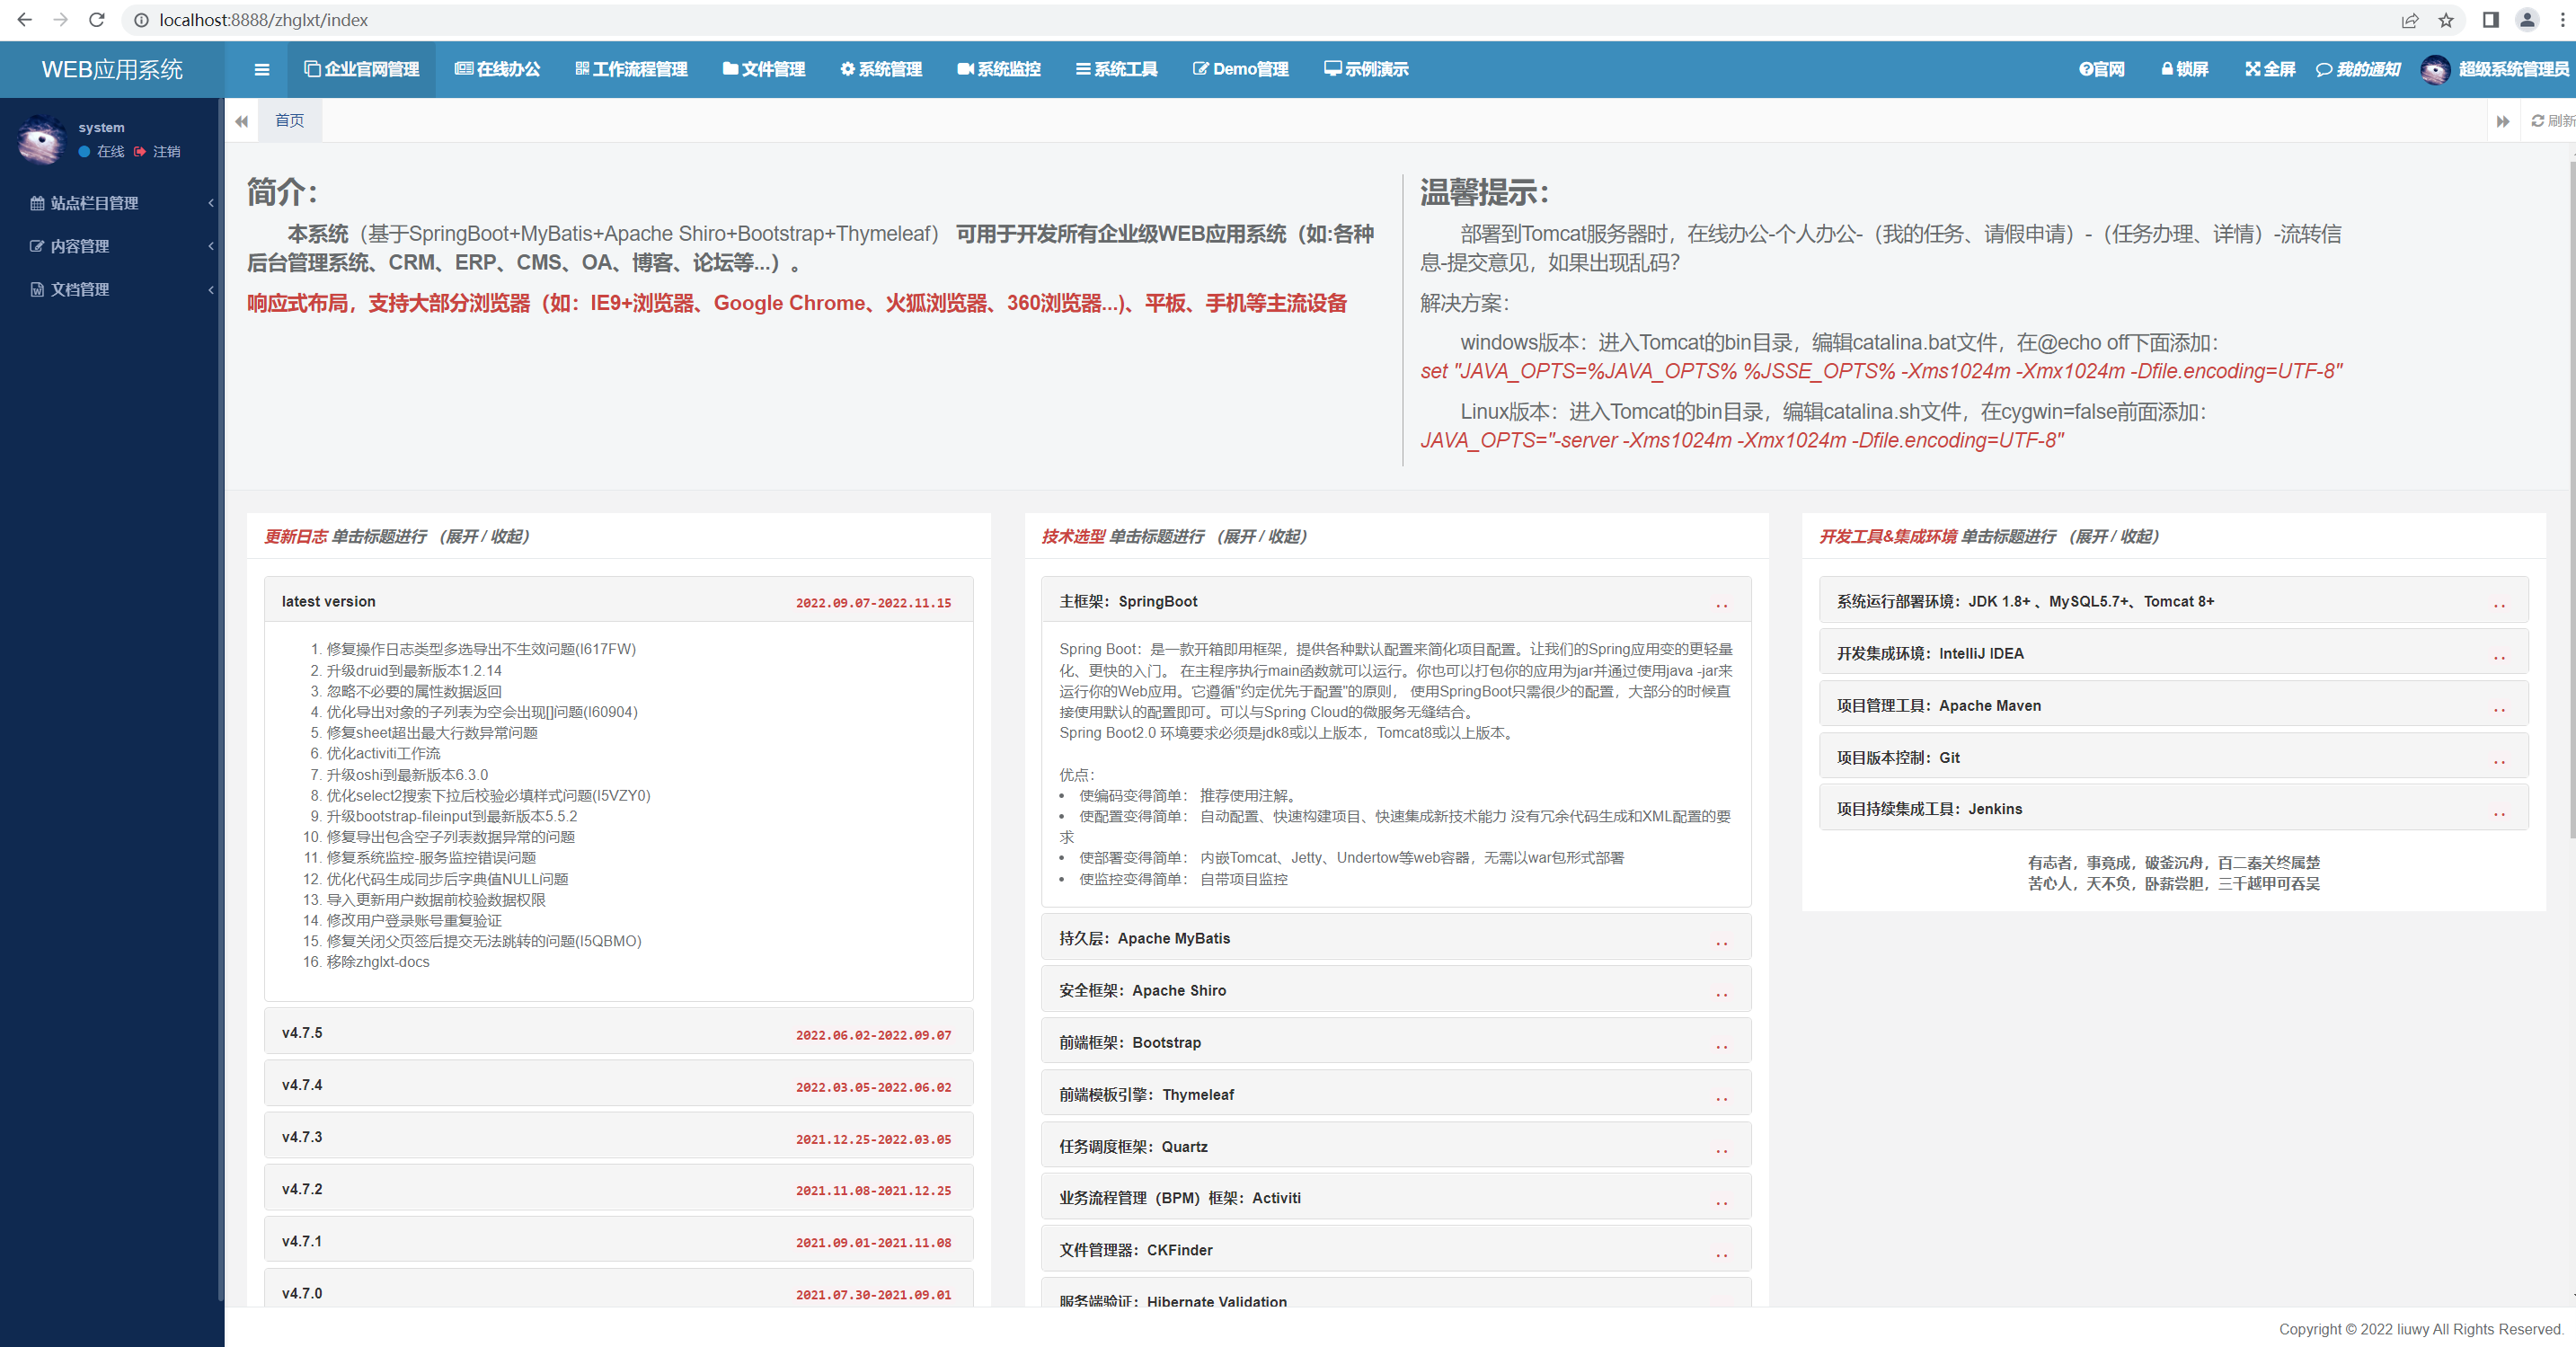 localhost:8888/zhglxt/index
WEB应用系统
企业官网管理
在线办公
工作流程管理
文件管理
系统管理
系统监控
系统工具
Demo管理
示例演示
官网
锁屏
全屏
我的通知
超级系统管理员
system
在线 注销
站点栏目管理
内容管理
文档管理
首页
刷新
简介：
本系统（基于SpringBoot+MyBatis+Apache Shiro+Bootstrap+Thymeleaf） 可用于开发所有企业级WEB应用系统（如:各种
后台管理系统、CRM、ERP、CMS、OA、博客、论坛等...）。
响应式布局，支持大部分浏览器（如：IE9+浏览器、Google Chrome、火狐浏览器、360浏览器...)、平板、手机等主流设备
温馨提示：
部署到Tomcat服务器时，在线办公-个人办公-（我的任务、请假申请）-（任务办理、详情）-流转信
息-提交意见，如果出现乱码？
解决方案：
windows版本：进入Tomcat的bin目录，编辑catalina.bat文件，在@echo off下面添加：
set "JAVA_OPTS=%JAVA_OPTS% %JSSE_OPTS% -Xms1024m -Xmx1024m -Dfile.encoding=UTF-8"
Linux版本：进入Tomcat的bin目录，编辑catalina.sh文件，在cygwin=false前面添加：
JAVA_OPTS="-server -Xms1024m -Xmx1024m -Dfile.encoding=UTF-8"
更新日志 单击标题进行 （展开 / 收起）
latest version 2022.09.07-2022.11.15
1. 修复操作日志类型多选导出不生效问题(I617FW)
2. 升级druid到最新版本1.2.14
3. 忽略不必要的属性数据返回
4. 优化导出对象的子列表为空会出现[]问题(I60904)
5. 修复sheet超出最大行数异常问题
6. 优化activiti工作流
7. 升级oshi到最新版本6.3.0
8. 优化select2搜索下拉后校验必填样式问题(I5VZY0)
9. 升级bootstrap-fileinput到最新版本5.5.2
10. 修复导出包含空子列表数据异常的问题
11. 修复系统监控-服务监控错误问题
12. 优化代码生成同步后字典值NULL问题
13. 导入更新用户数据前校验数据权限
14. 修改用户登录账号重复验证
15. 修复关闭父页签后提交无法跳转的问题(I5QBMO)
16. 移除zhglxt-docs
v4.7.5 2022.06.02-2022.09.07
v4.7.4 2022.03.05-2022.06.02
v4.7.3 2021.12.25-2022.03.05
v4.7.2 2021.11.08-2021.12.25
v4.7.1 2021.09.01-2021.11.08
v4.7.0 2021.07.30-2021.09.01
技术选型 单击标题进行 （展开 / 收起）
主框架：SpringBoot ..
Spring Boot：是一款开箱即用框架，提供各种默认配置来简化项目配置。让我们的Spring应用变的更轻量
化、更快的入门。 在主程序执行main函数就可以运行。你也可以打包你的应用为jar并通过使用java -jar来
运行你的Web应用。它遵循"约定优先于配置"的原则， 使用SpringBoot只需很少的配置，大部分的时候直
接使用默认的配置即可。可以与Spring Cloud的微服务无缝结合。
Spring Boot2.0 环境要求必须是jdk8或以上版本，Tomcat8或以上版本。
优点：
• 使编码变得简单： 推荐使用注解。
• 使配置变得简单： 自动配置、快速构建项目、快速集成新技术能力 没有冗余代码生成和XML配置的要
求
• 使部署变得简单： 内嵌Tomcat、Jetty、Undertow等web容器，无需以war包形式部署
• 使监控变得简单： 自带项目监控
持久层：Apache MyBatis ..
安全框架：Apache Shiro ..
前端框架：Bootstrap ..
前端模板引擎：Thymeleaf ..
任务调度框架：Quartz ..
业务流程管理（BPM）框架：Activiti ..
文件管理器：CKFinder ..
服务端验证：Hibernate Validation
开发工具&集成环境 单击标题进行 （展开 / 收起）
系统运行部署环境：JDK 1.8+ 、MySQL5.7+、Tomcat 8+ ..
开发集成环境：IntelliJ IDEA ..
项目管理工具：Apache Maven ..
项目版本控制：Git ..
项目持续集成工具：Jenkins ..
有志者，事竟成，破釜沉舟，百二秦关终属楚
苦心人，天不负，卧薪尝胆，三千越甲可吞吴
Copyright © 2022 liuwy All Rights Reserved.